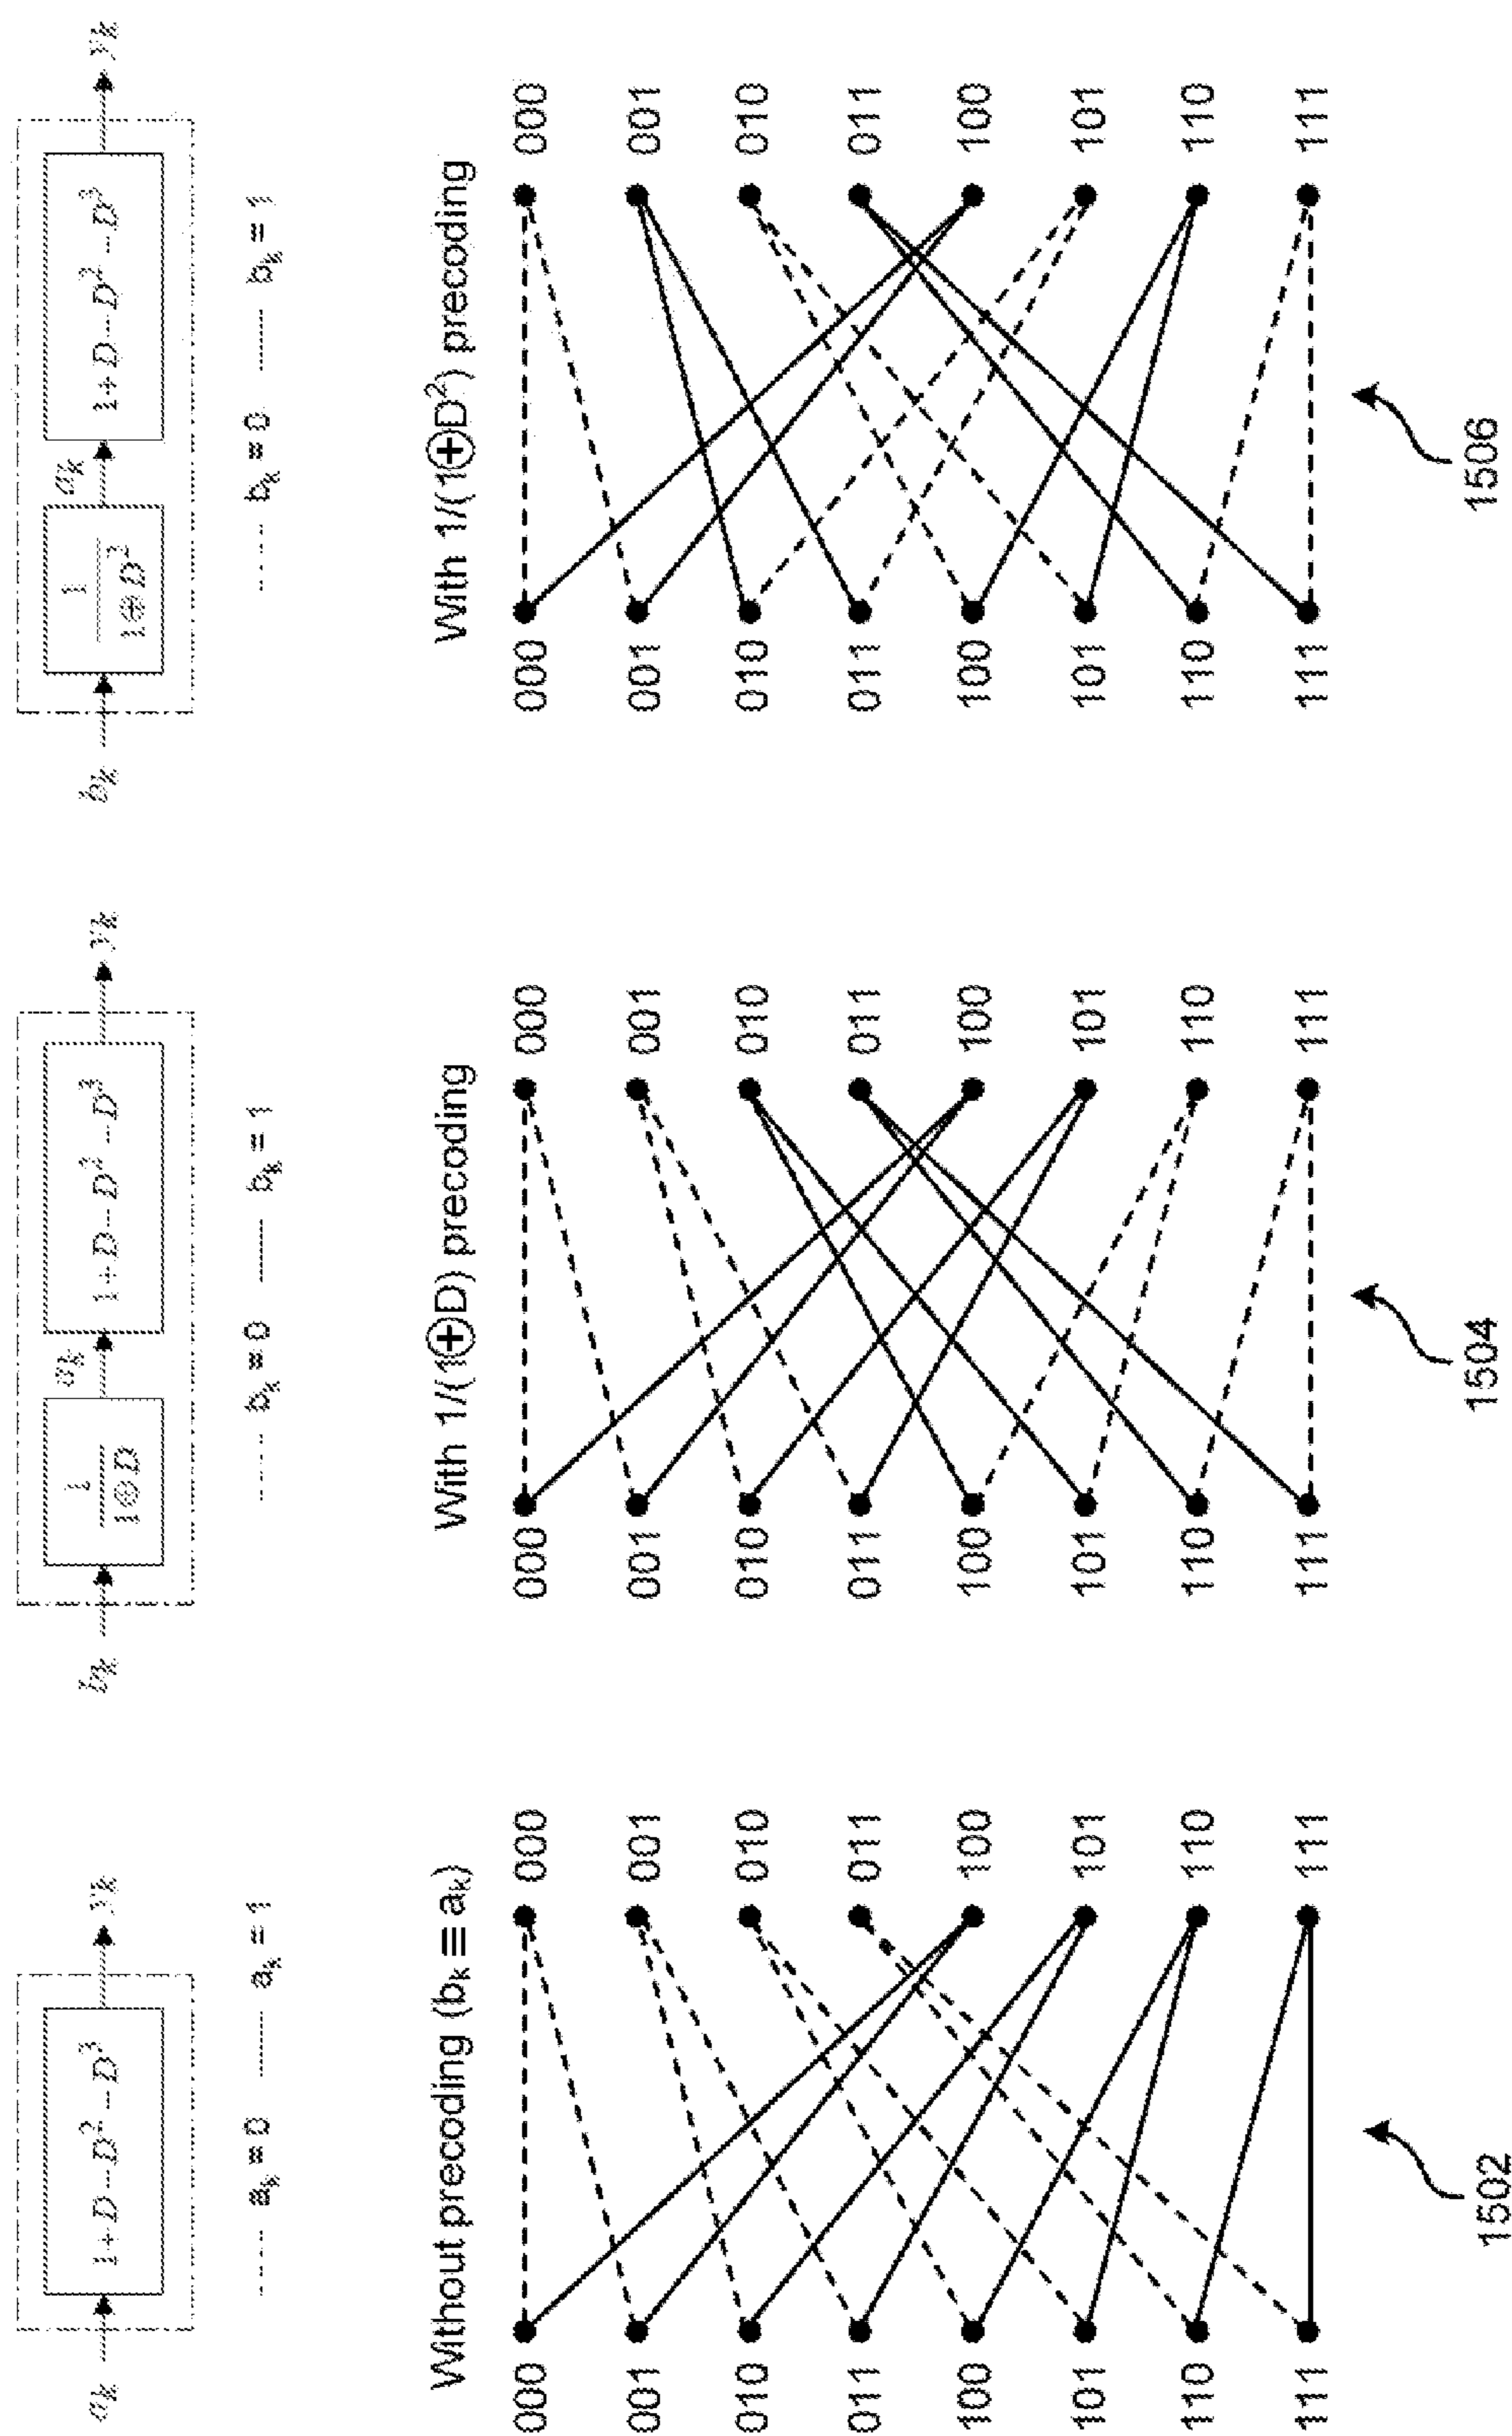 a_k
1+D-D^2-D^3
y_k
a_k = 0
a_k = 1
Without precoding (b_k ≡ a_k)
000 000
001 001
010 010
011 011
100 100
101 101
110 110
111 111
1502
b_k
1
1⊕D
a_k
1+D-D^2-D^3
y_k
b_k = 0
b_k = 1
With 1/(1⊕D) precoding
000 000
001 001
010 010
011 011
100 100
101 101
110 110
111 111
1504
b_k
1
1⊕D^2
a_k
1+D-D^2-D^3
y_k
b_k = 0
b_k = 1
With 1/(1⊕D^2) precoding
000 000
001 001
010 010
011 011
100 100
101 101
110 110
111 111
1506